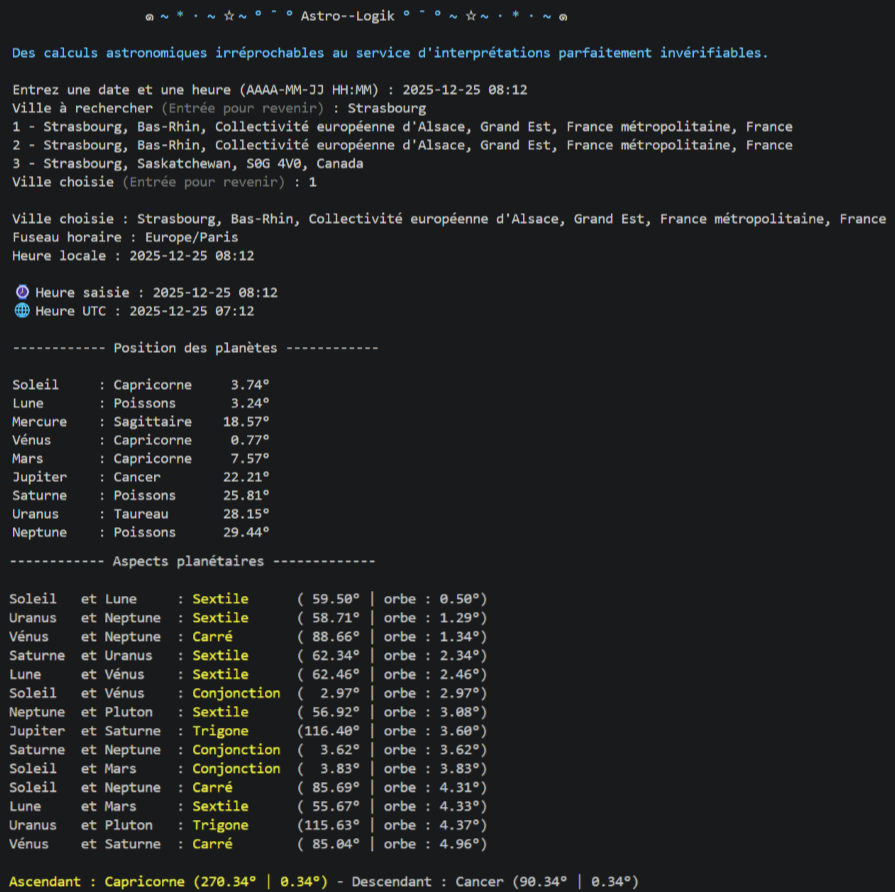 ๑ ~ * · ~ ☆ ~ ° ˉ ° Astro--Logik ° ˉ ° ~ ☆ ~ · * · ~ ๑
Des calculs astronomiques irréprochables au service d'interprétations parfaitement invérifiables.
Entrez une date et une heure (AAAA-MM-JJ HH:MM) : 2025-12-25 08:12
Ville à rechercher (Entrée pour revenir) : Strasbourg
1 - Strasbourg, Bas-Rhin, Collectivité européenne d'Alsace, Grand Est, France métropolitaine, France
2 - Strasbourg, Bas-Rhin, Collectivité européenne d'Alsace, Grand Est, France métropolitaine, France
3 - Strasbourg, Saskatchewan, S0G 4V0, Canada
Ville choisie (Entrée pour revenir) : 1
Ville choisie : Strasbourg, Bas-Rhin, Collectivité européenne d'Alsace, Grand Est, France métropolitaine, France
Fuseau horaire : Europe/Paris
Heure locale : 2025-12-25 08:12
Heure saisie : 2025-12-25 08:12
Heure UTC : 2025-12-25 07:12
------------ Position des planètes ------------
Soleil : Capricorne 3.74°
Lune : Poissons 3.24°
Mercure : Sagittaire 18.57°
Vénus : Capricorne 0.77°
Mars : Capricorne 7.57°
Jupiter : Cancer 22.21°
Saturne : Poissons 25.81°
Uranus : Taureau 28.15°
Neptune : Poissons 29.44°
------------ Aspects planétaires ------------
Soleil et Lune : Sextile ( 59.50° | orbe : 0.50°)
Uranus et Neptune : Sextile ( 58.71° | orbe : 1.29°)
Vénus et Neptune : Carré ( 88.66° | orbe : 1.34°)
Saturne et Uranus : Sextile ( 62.34° | orbe : 2.34°)
Lune et Vénus : Sextile ( 62.46° | orbe : 2.46°)
Soleil et Vénus : Conjonction ( 2.97° | orbe : 2.97°)
Neptune et Pluton : Sextile ( 56.92° | orbe : 3.08°)
Jupiter et Saturne : Trigone (116.40° | orbe : 3.60°)
Saturne et Neptune : Conjonction ( 3.62° | orbe : 3.62°)
Soleil et Mars : Conjonction ( 3.83° | orbe : 3.83°)
Soleil et Neptune : Carré ( 85.69° | orbe : 4.31°)
Lune et Mars : Sextile ( 55.67° | orbe : 4.33°)
Uranus et Pluton : Trigone (115.63° | orbe : 4.37°)
Vénus et Saturne : Carré ( 85.04° | orbe : 4.96°)
Ascendant : Capricorne (270.34° | 0.34°) - Descendant : Cancer (90.34° | 0.34°)